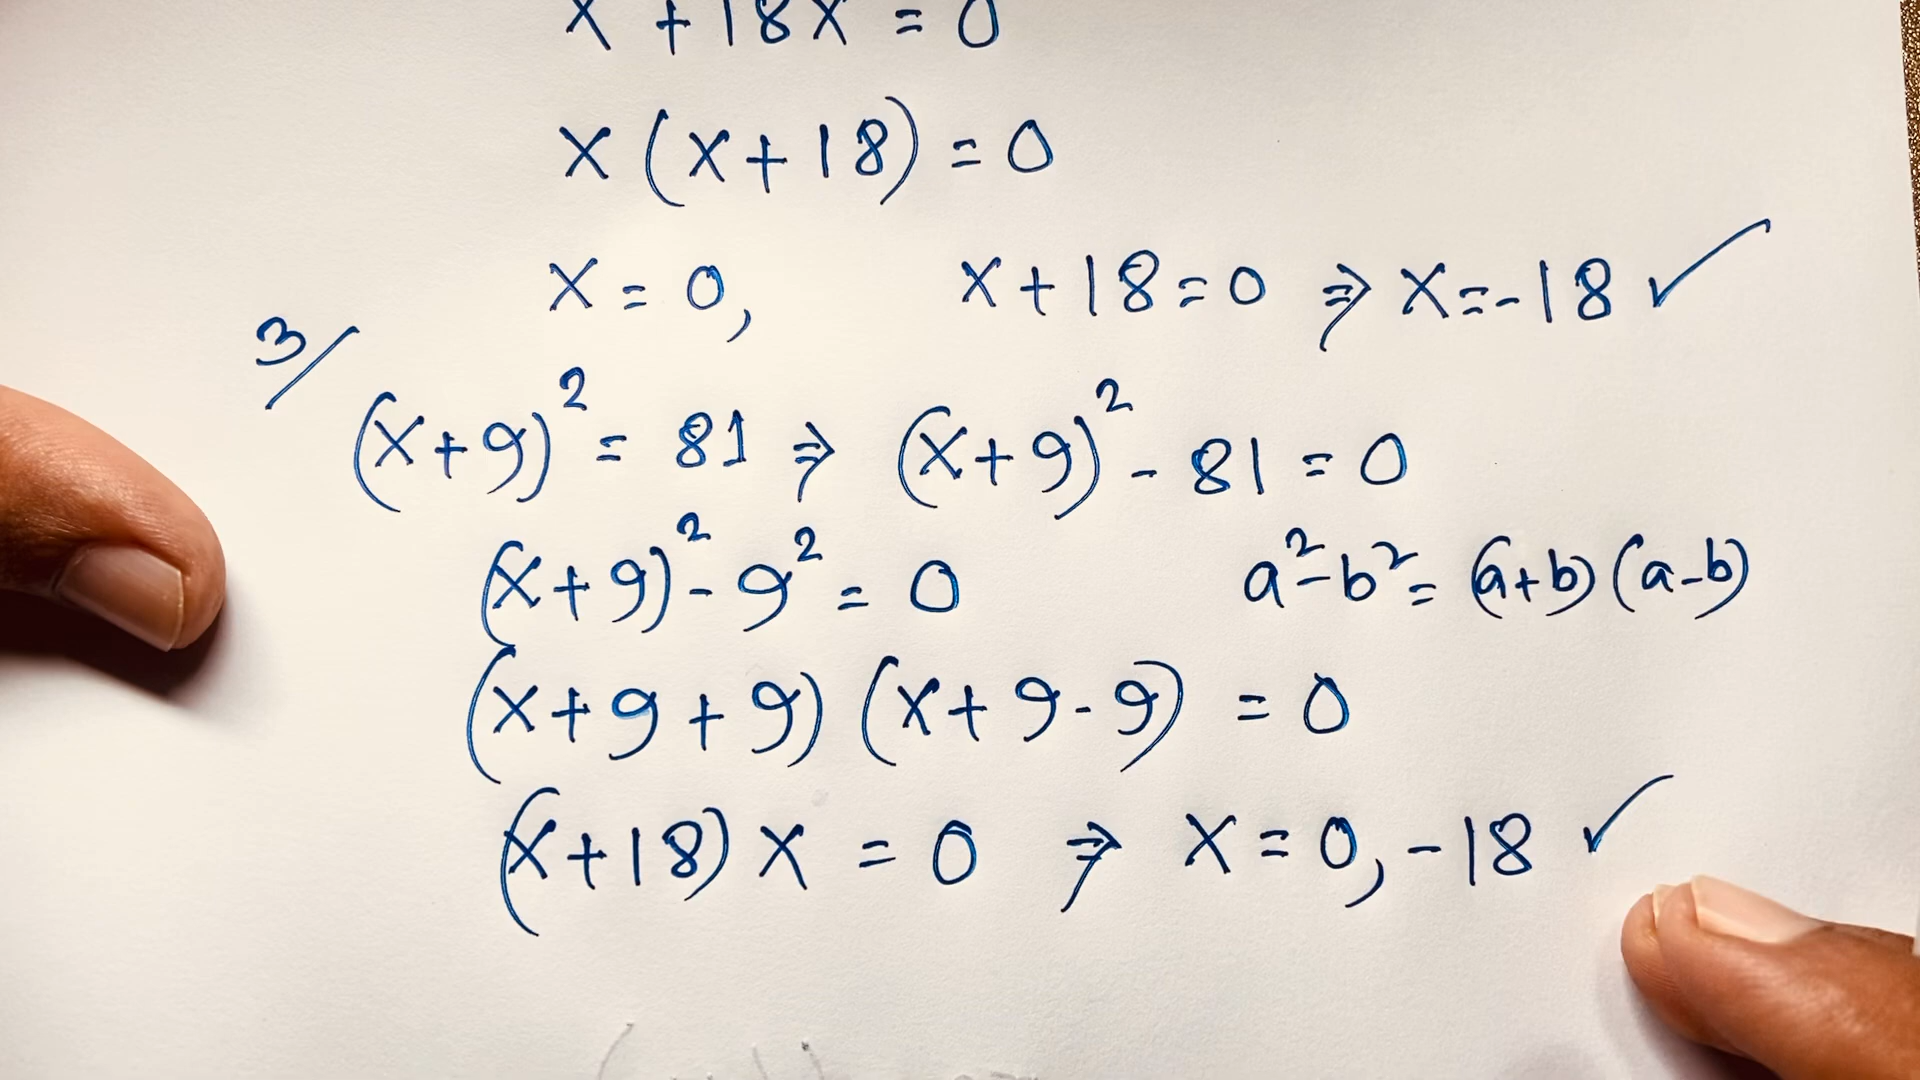 x + 18x = 0
x (x + 18) = 0
x = 0, x + 18 = 0 ⇒ x = -18 ✓
3/
(x+9)² = 81 ⇒ (x+9)² - 81 = 0
(x+9)² - 9² = 0 a² - b² = (a+b) (a-b)
(x+9+9) (x+9-9) = 0
(x+18) x = 0 ⇒ x = 0, -18 ✓